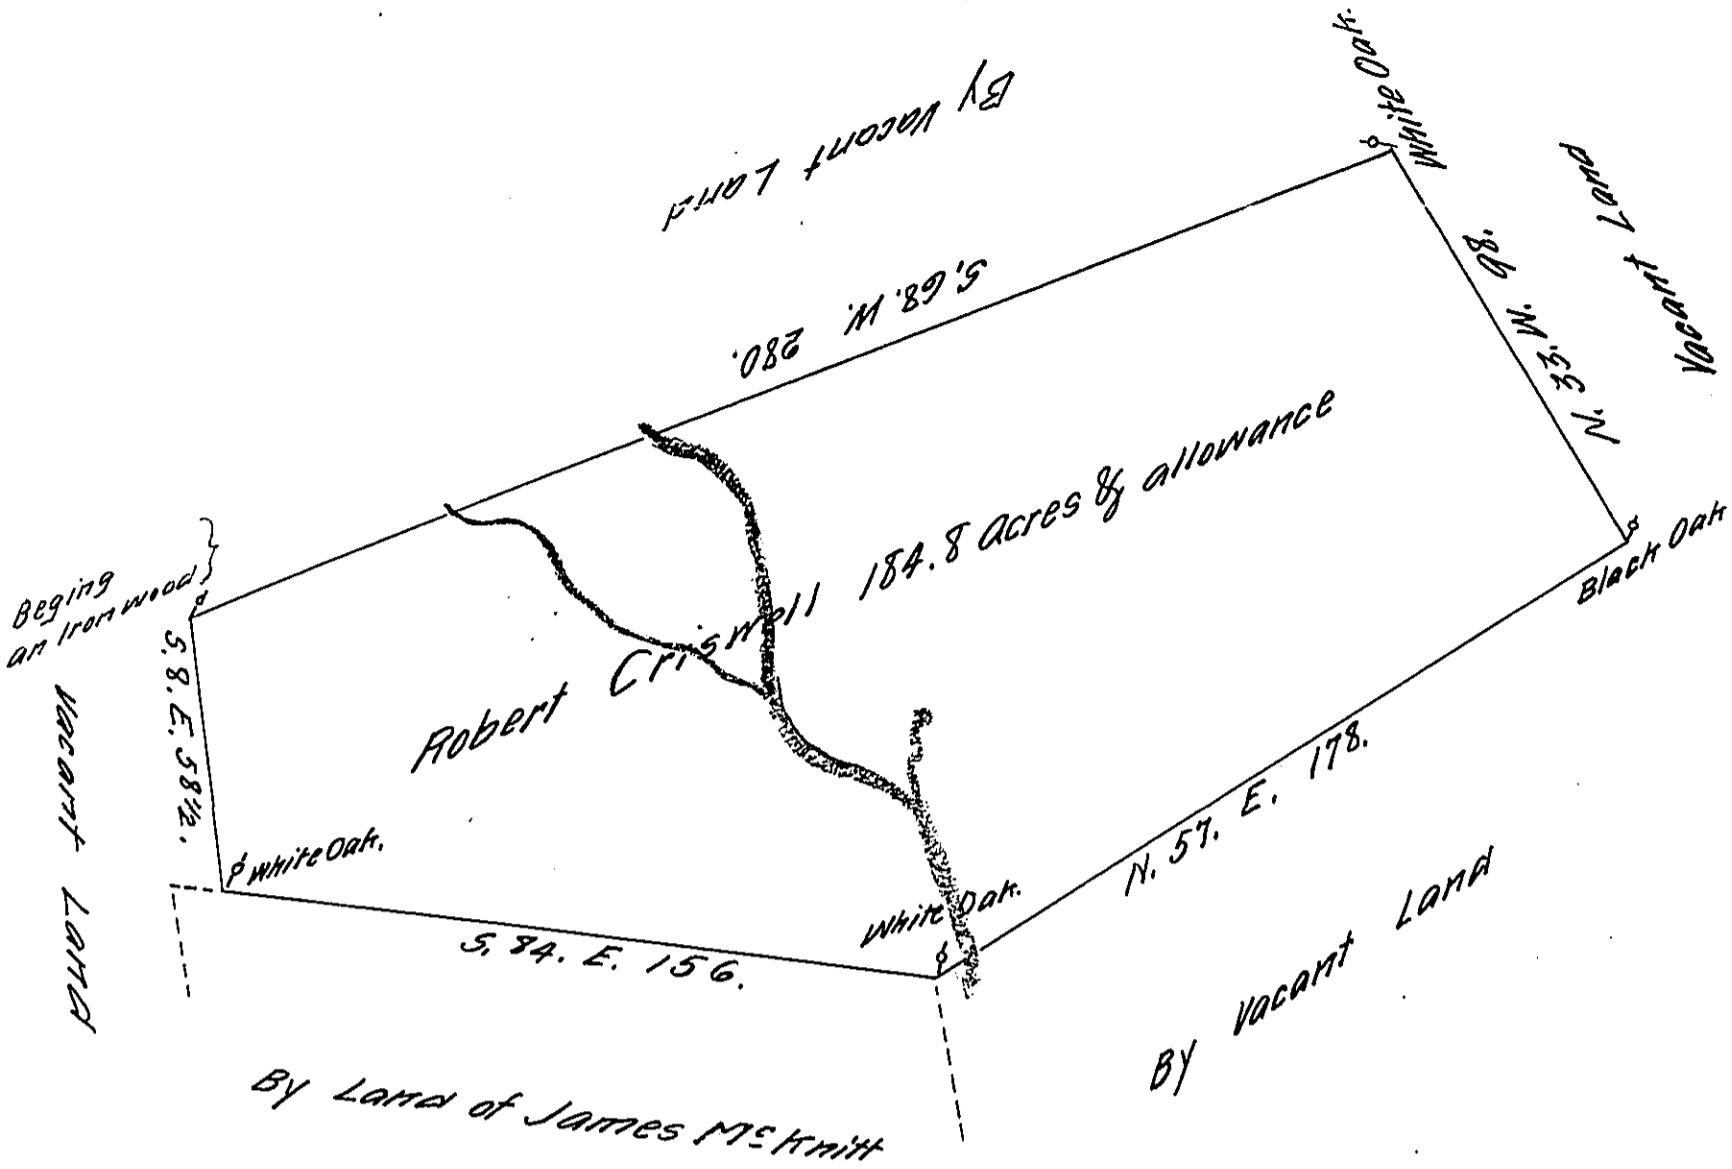 By Vacant Land
White Oak.
Vacant Land
S. 68. W. 280.
N. 33. W. 98.
Begining
an Ironwood
Robert Criswell 184.8 Acres & allowance
Black Oak
S. 8. E. 58½.
Vacant Land
White Oak.
White Oak.
N. 57. E. 178.
S. 84. E. 156.
By Vacant Land
By Land of James McKnitt